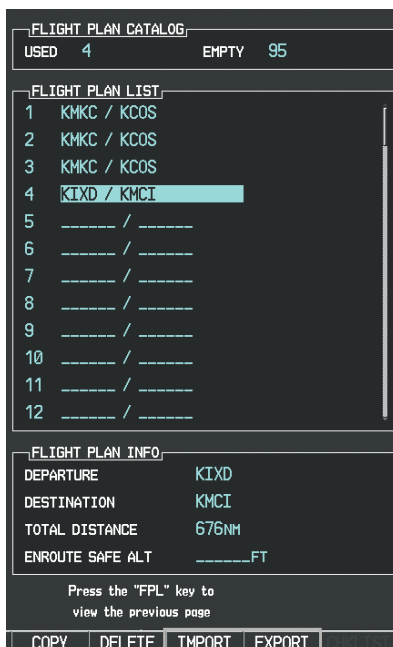 FLIGHT PLAN CATALOG
USED 4 EMPTY 95
FLIGHT PLAN LIST
1 KMKC / KCOS
2 KMKC / KCOS
3 KMKC / KCOS
4 KIXD / KMCI
5 ______ / ______
6 ______ / ______
7 ______ / ______
8 ______ / ______
9 ______ / ______
10 ______ / ______
11 ______ / ______
12 ______ / ______
FLIGHT PLAN INFO
DEPARTURE KIXD
DESTINATION KMCI
TOTAL DISTANCE 676NM
ENROUTE SAFE ALT ______FT
Press the "FPL" key to
view the previous page
COPY DELETE IMPORT EXPORT CHKLIST